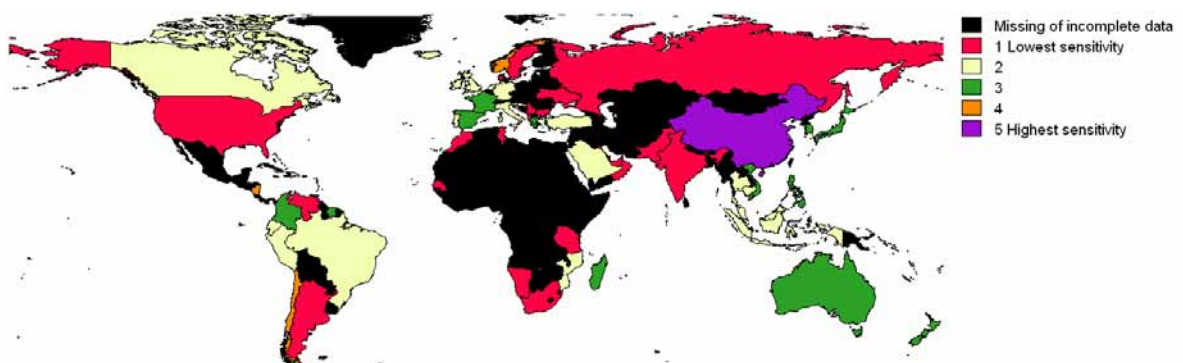 Missing of incomplete data
1 Lowest sensitivity
2
3
4
5 Highest sensitivity